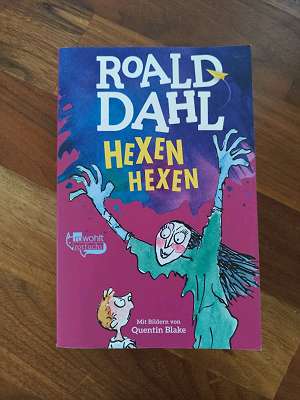 ROALD
DAHL
HEXEN
HEXEN
rowohlt
rotfuchs
Mit Bildern von
Quentin Blake